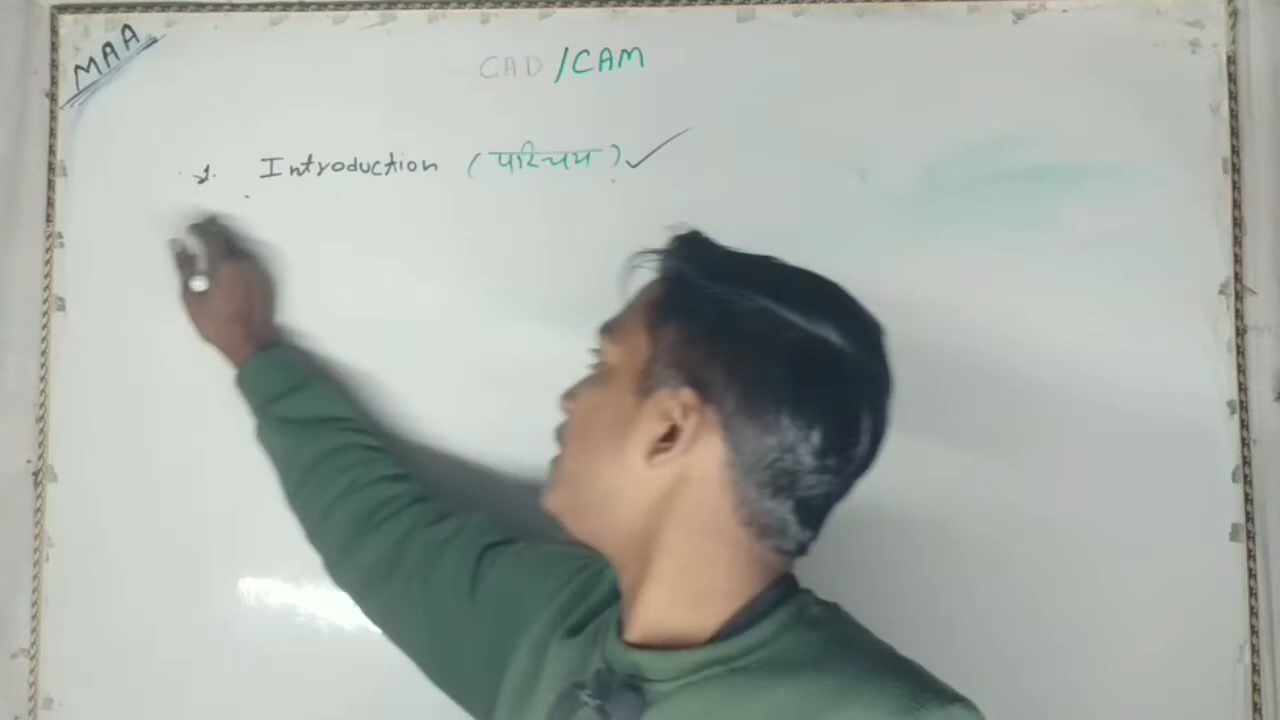 MAA
CAD/CAM
1. Introduction (परिचय) ✓